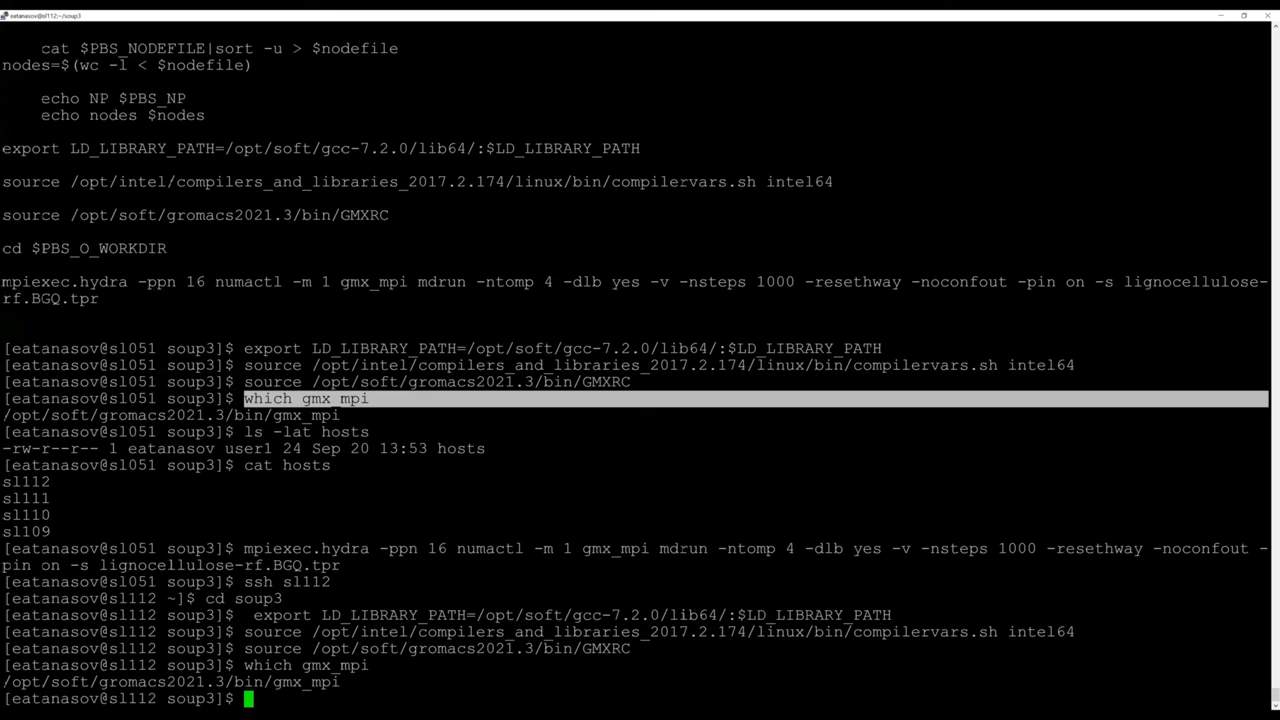 eatanasov@sl112:~/soup3
cat $PBS_NODEFILE|sort -u > $nodefile
nodes=$(wc -l < $nodefile)
echo NP $PBS_NP
echo nodes $nodes
export LD_LIBRARY_PATH=/opt/soft/gcc-7.2.0/lib64/:$LD_LIBRARY_PATH
source /opt/intel/compilers_and_libraries_2017.2.174/linux/bin/compilervars.sh intel64
source /opt/soft/gromacs2021.3/bin/GMXRC
cd $PBS_O_WORKDIR
mpiexec.hydra -ppn 16 numactl -m 1 gmx_mpi mdrun -ntomp 4 -dlb yes -v -nsteps 1000 -resethway -noconfout -pin on -s lignocellulose-
rf.BGQ.tpr
[eatanasov@sl051 soup3]$ export LD_LIBRARY_PATH=/opt/soft/gcc-7.2.0/lib64/:$LD_LIBRARY_PATH
[eatanasov@sl051 soup3]$ source /opt/intel/compilers_and_libraries_2017.2.174/linux/bin/compilervars.sh intel64
[eatanasov@sl051 soup3]$ source /opt/soft/gromacs2021.3/bin/GMXRC
[eatanasov@sl051 soup3]$ which gmx_mpi
/opt/soft/gromacs2021.3/bin/gmx_mpi
[eatanasov@sl051 soup3]$ ls -lat hosts
-rw-r--r-- 1 eatanasov user1 24 Sep 20 13:53 hosts
[eatanasov@sl051 soup3]$ cat hosts
sl112
sl111
sl110
sl109
[eatanasov@sl051 soup3]$ mpiexec.hydra -ppn 16 numactl -m 1 gmx_mpi mdrun -ntomp 4 -dlb yes -v -nsteps 1000 -resethway -noconfout -
pin on -s lignocellulose-rf.BGQ.tpr
[eatanasov@sl051 soup3]$ ssh sl112
[eatanasov@sl112 ~]$ cd soup3
[eatanasov@sl112 soup3]$  export LD_LIBRARY_PATH=/opt/soft/gcc-7.2.0/lib64/:$LD_LIBRARY_PATH
[eatanasov@sl112 soup3]$ source /opt/intel/compilers_and_libraries_2017.2.174/linux/bin/compilervars.sh intel64
[eatanasov@sl112 soup3]$ source /opt/soft/gromacs2021.3/bin/GMXRC
[eatanasov@sl112 soup3]$ which gmx_mpi
/opt/soft/gromacs2021.3/bin/gmx_mpi
[eatanasov@sl112 soup3]$